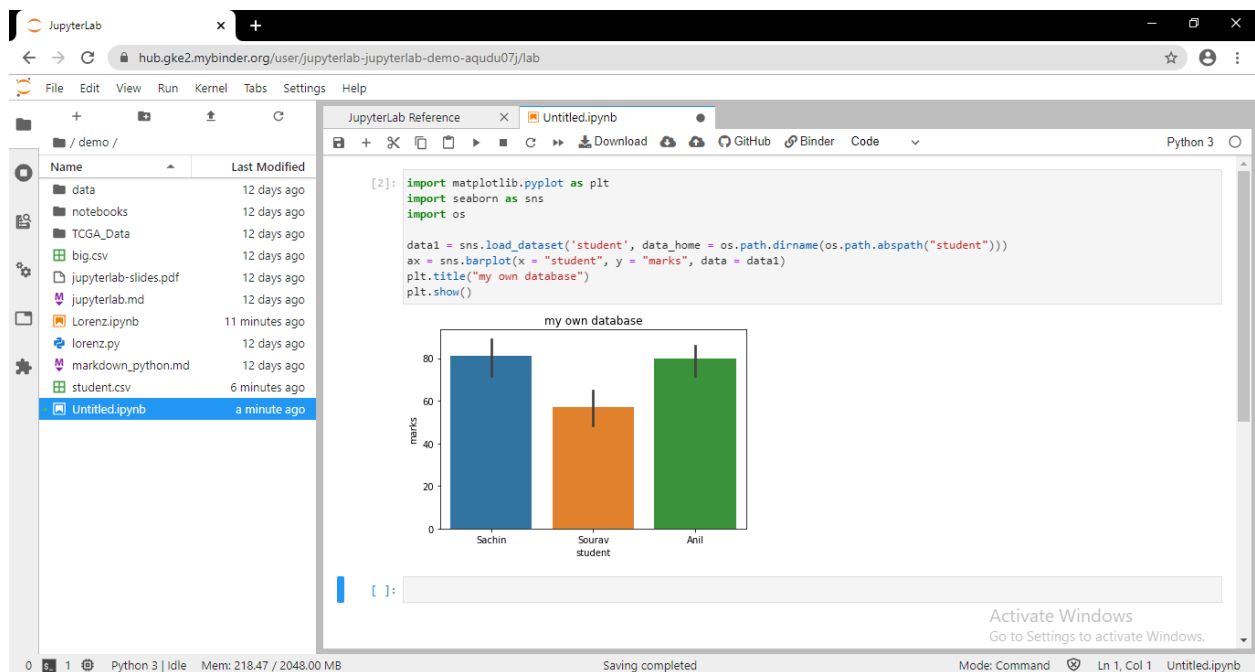 JupyterLab
hub.gke2.mybinder.org/user/jupyterlab-jupyterlab-demo-aqudu07j/lab
File Edit View Run Kernel Tabs Settings Help
/ demo /
Name Last Modified
data 12 days ago
notebooks 12 days ago
TCGA_Data 12 days ago
big.csv 12 days ago
jupyterlab-slides.pdf 12 days ago
jupyterlab.md 12 days ago
Lorenz.ipynb 11 minutes ago
lorenz.py 12 days ago
markdown_python.md 12 days ago
student.csv 6 minutes ago
Untitled.ipynb a minute ago
JupyterLab Reference Untitled.ipynb
Download GitHub Binder Code Python 3
[2]: import matplotlib.pyplot as plt
import seaborn as sns
import os
data1 = sns.load_dataset('student', data_home = os.path.dirname(os.path.abspath("student")))
ax = sns.barplot(x = "student", y = "marks", data = data1)
plt.title("my own database")
plt.show()
my own database
80
60
40
20
0
marks
Sachin Sourav Anil
student
[ ]:
Activate Windows
Go to Settings to activate Windows.
0 $_ 1 Python 3 | Idle Mem: 218.47 / 2048.00 MB Saving completed Mode: Command Ln 1, Col 1 Untitled.ipynb